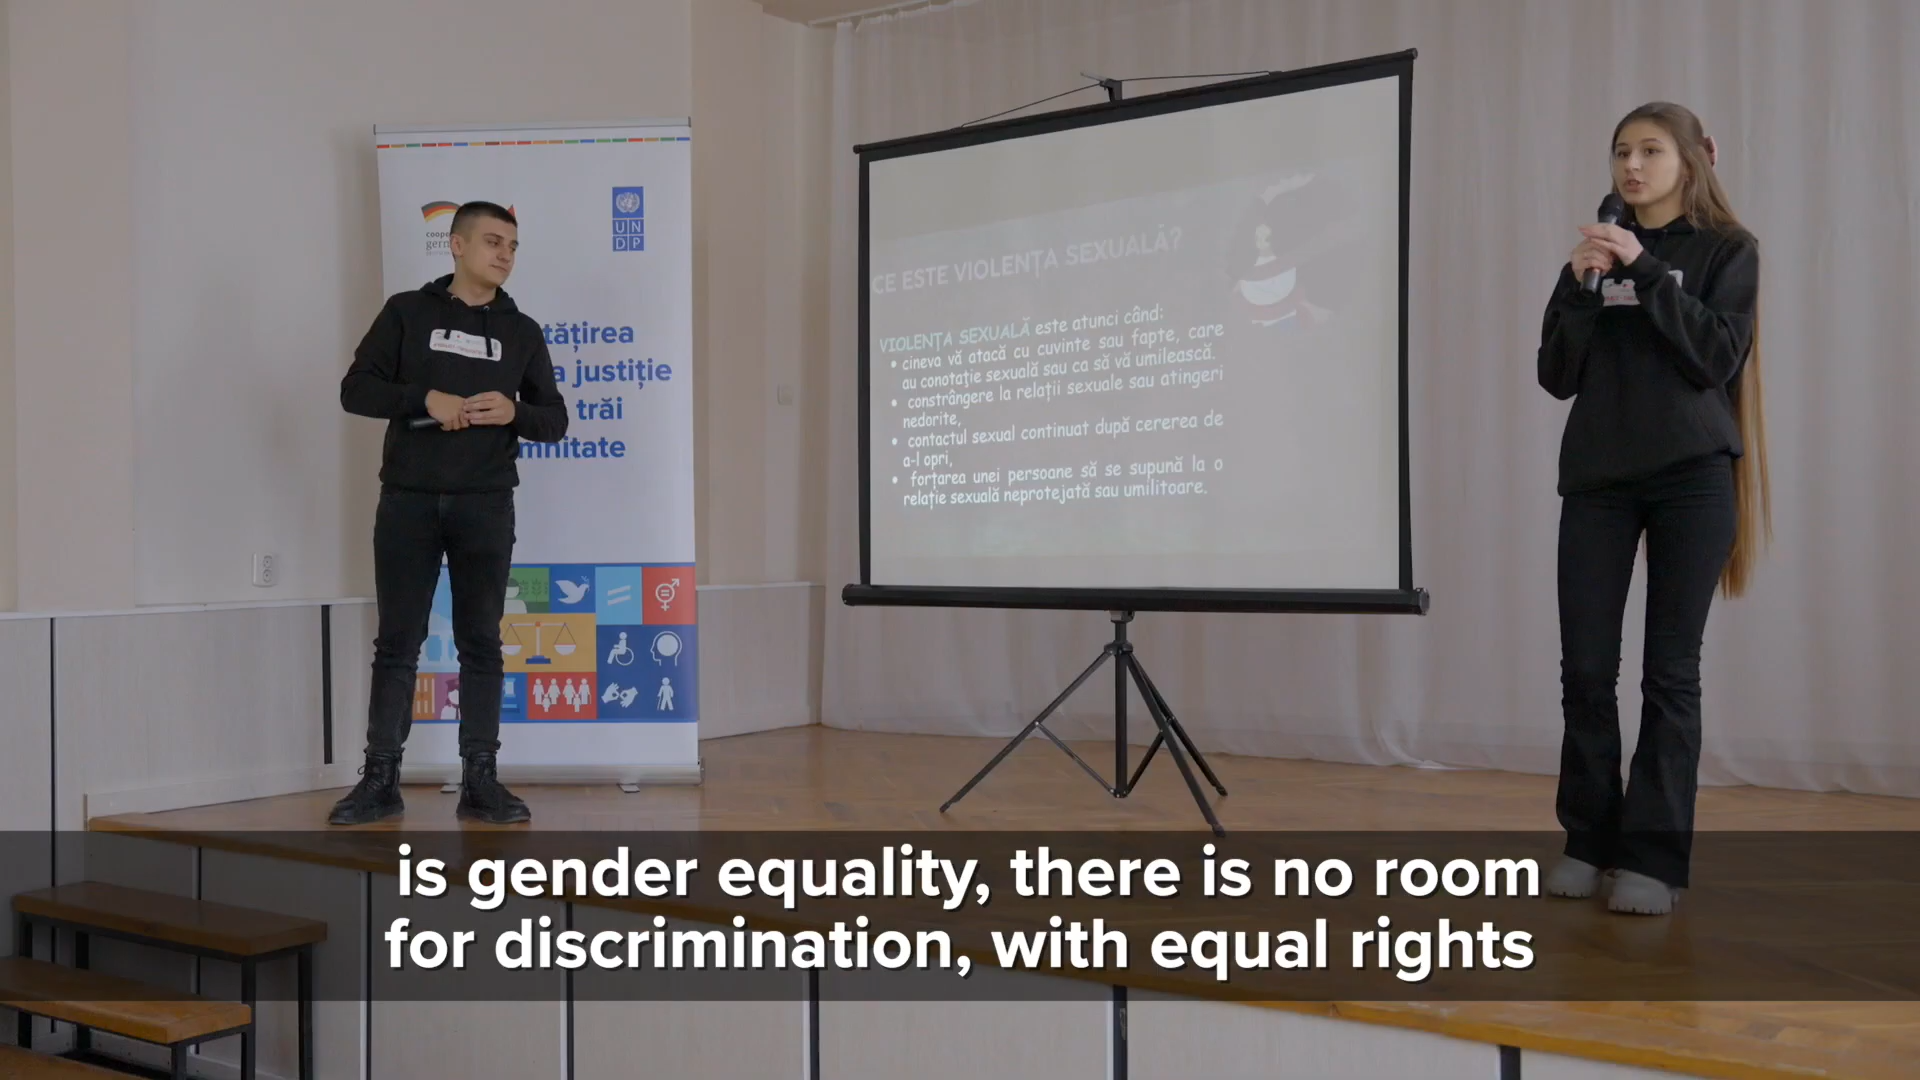 UN
DP
tățirea
a justiție
trăi
mnitate
CE ESTE VIOLENȚA SEXUALĂ?
VIOLENȚA SEXUALĂ este atunci când:
• cineva vă atacă cu cuvinte sau fapte, care
au conotație sexuală sau ca să vă umilească.
• constrângere la relații sexuale sau atingeri
nedorite,
• contactul sexual continuat după cererea de
a-l opri,
• forțarea unei persoane să se supună la o
relație sexuală neprotejată sau umilitoare.
is gender equality, there is no room
for discrimination, with equal rights